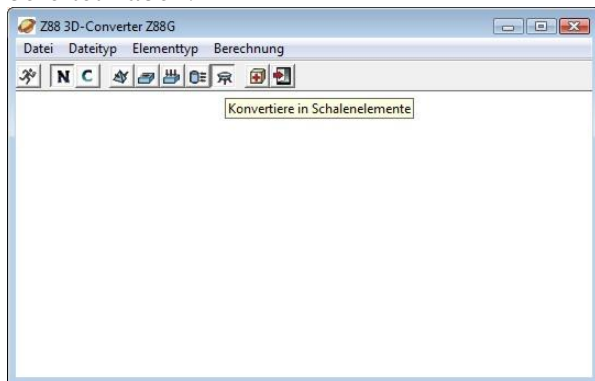 Z88 3D-Converter Z88G
Datei Dateityp Elementtyp Berechnung
N C
Konvertiere in Schalenelemente